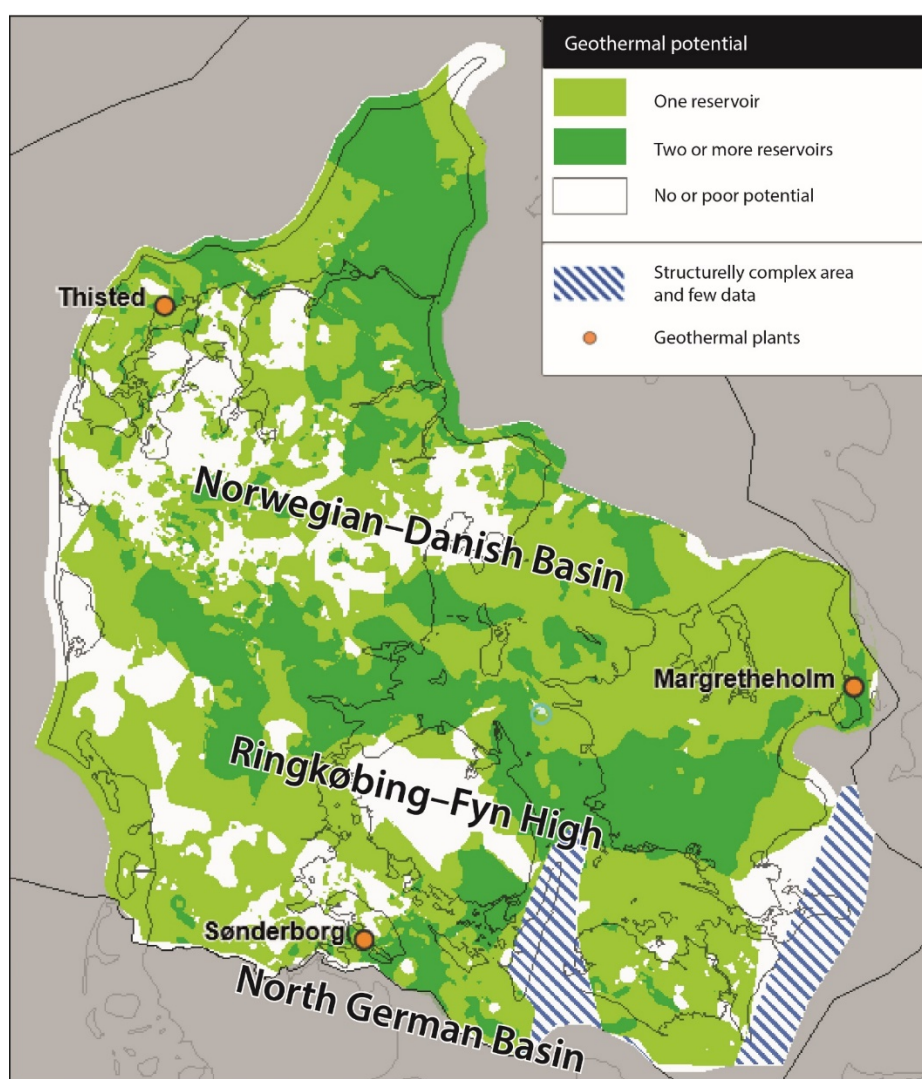 Geothermal potential
One reservoir
Two or more reservoirs
No or poor potential
Structurelly complex area
and few data
Geothermal plants
Thisted
Norwegian–Danish Basin
Margretheholm
Ringkøbing–Fyn High
Sønderborg
North German Basin